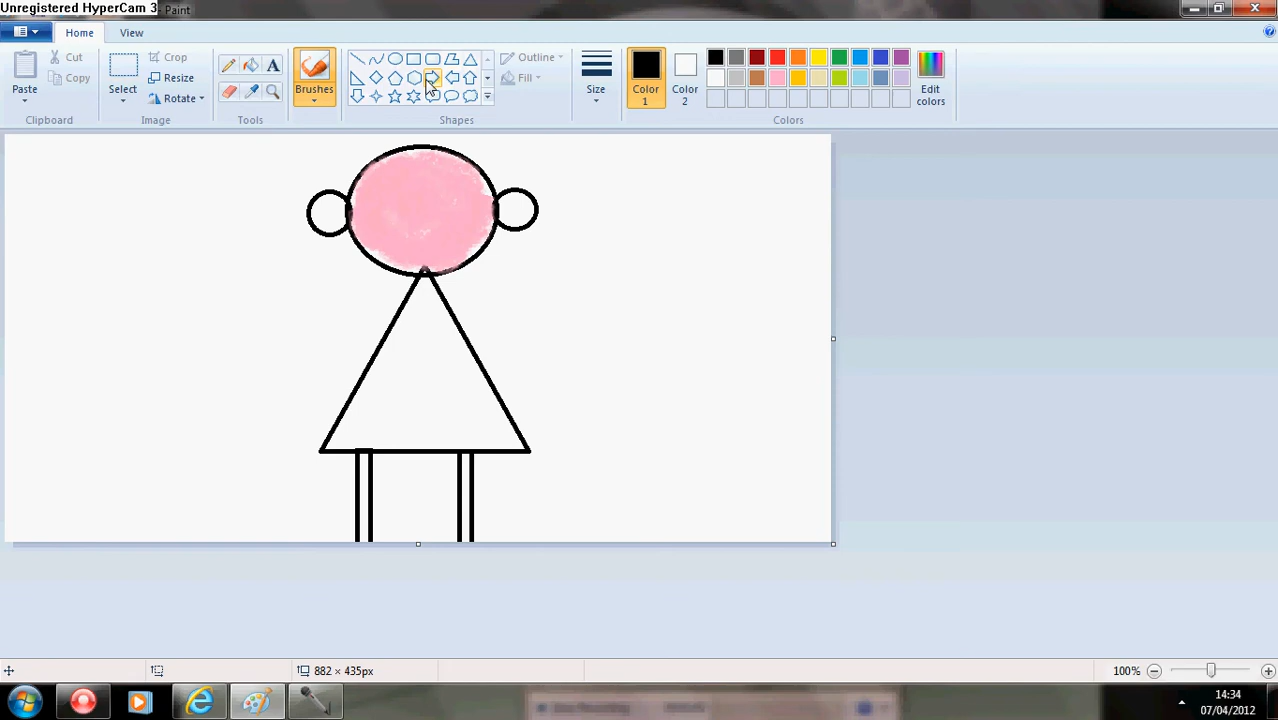 Unregistered HyperCam 3
- Paint
Home
View
Paste
Cut
Copy
Clipboard
Select
Crop
Resize
Rotate
Image
A
Tools
Brushes
Outline
Fill
Shapes
Size
Color 1
Color 2
Edit colors
Colors
882 × 435px
100%
14:34
07/04/2012